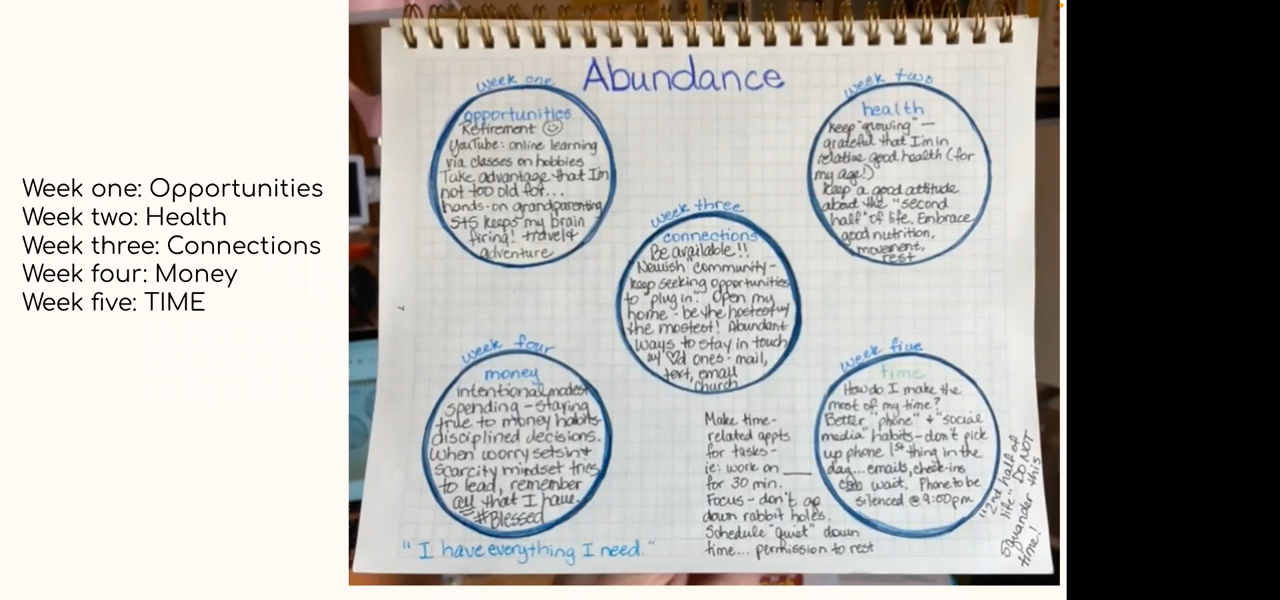 Week one: Opportunities
Week two: Health
Week three: Connections
Week four: Money
Week five: TIME
Abundance
week one
opportunities
Retirement ☺
YouTube: online learning
via classes on hobbies
Take advantage that I'm
not too old for...
hands-on grandparenting
S+S keeps my brain
firing! travel &
adventure
week two
health
keep "growing" —
grateful that I'm in
relative good health (for
my age!)
Keep a good attitude
about the "second
half" of life. Embrace
good nutrition,
movement,
rest
week three
connections
Be available!!
"Newish" community-
keep seeking opportunities
to "plug in". Open my
home - be the hostest w/
the mostest! Abundant
ways to stay in touch
w/ ♡d ones - mail,
text, email
church
week four
money
intentional modest
spending - staying
true to money habits-
disciplined decisions.
When worry sets in +
scarcity mindset tries
to lead, remember
all that I have.
#Blessed
"I have everything I need."
week five
time
How do I make the
most of my time?
Better "phone" + "social
media" habits - don't pick
up phone 1st thing in the
day... emails, check-ins
can wait. Phone to be
silenced @ 9:00pm
Make time-
related appts
for tasks-
ie: work on ___
for 30 min.
Focus - don't go
down rabbit holes.
Schedule "quiet" down
time... permission to rest
"2nd half of
life" DO NOT
squander this
time!